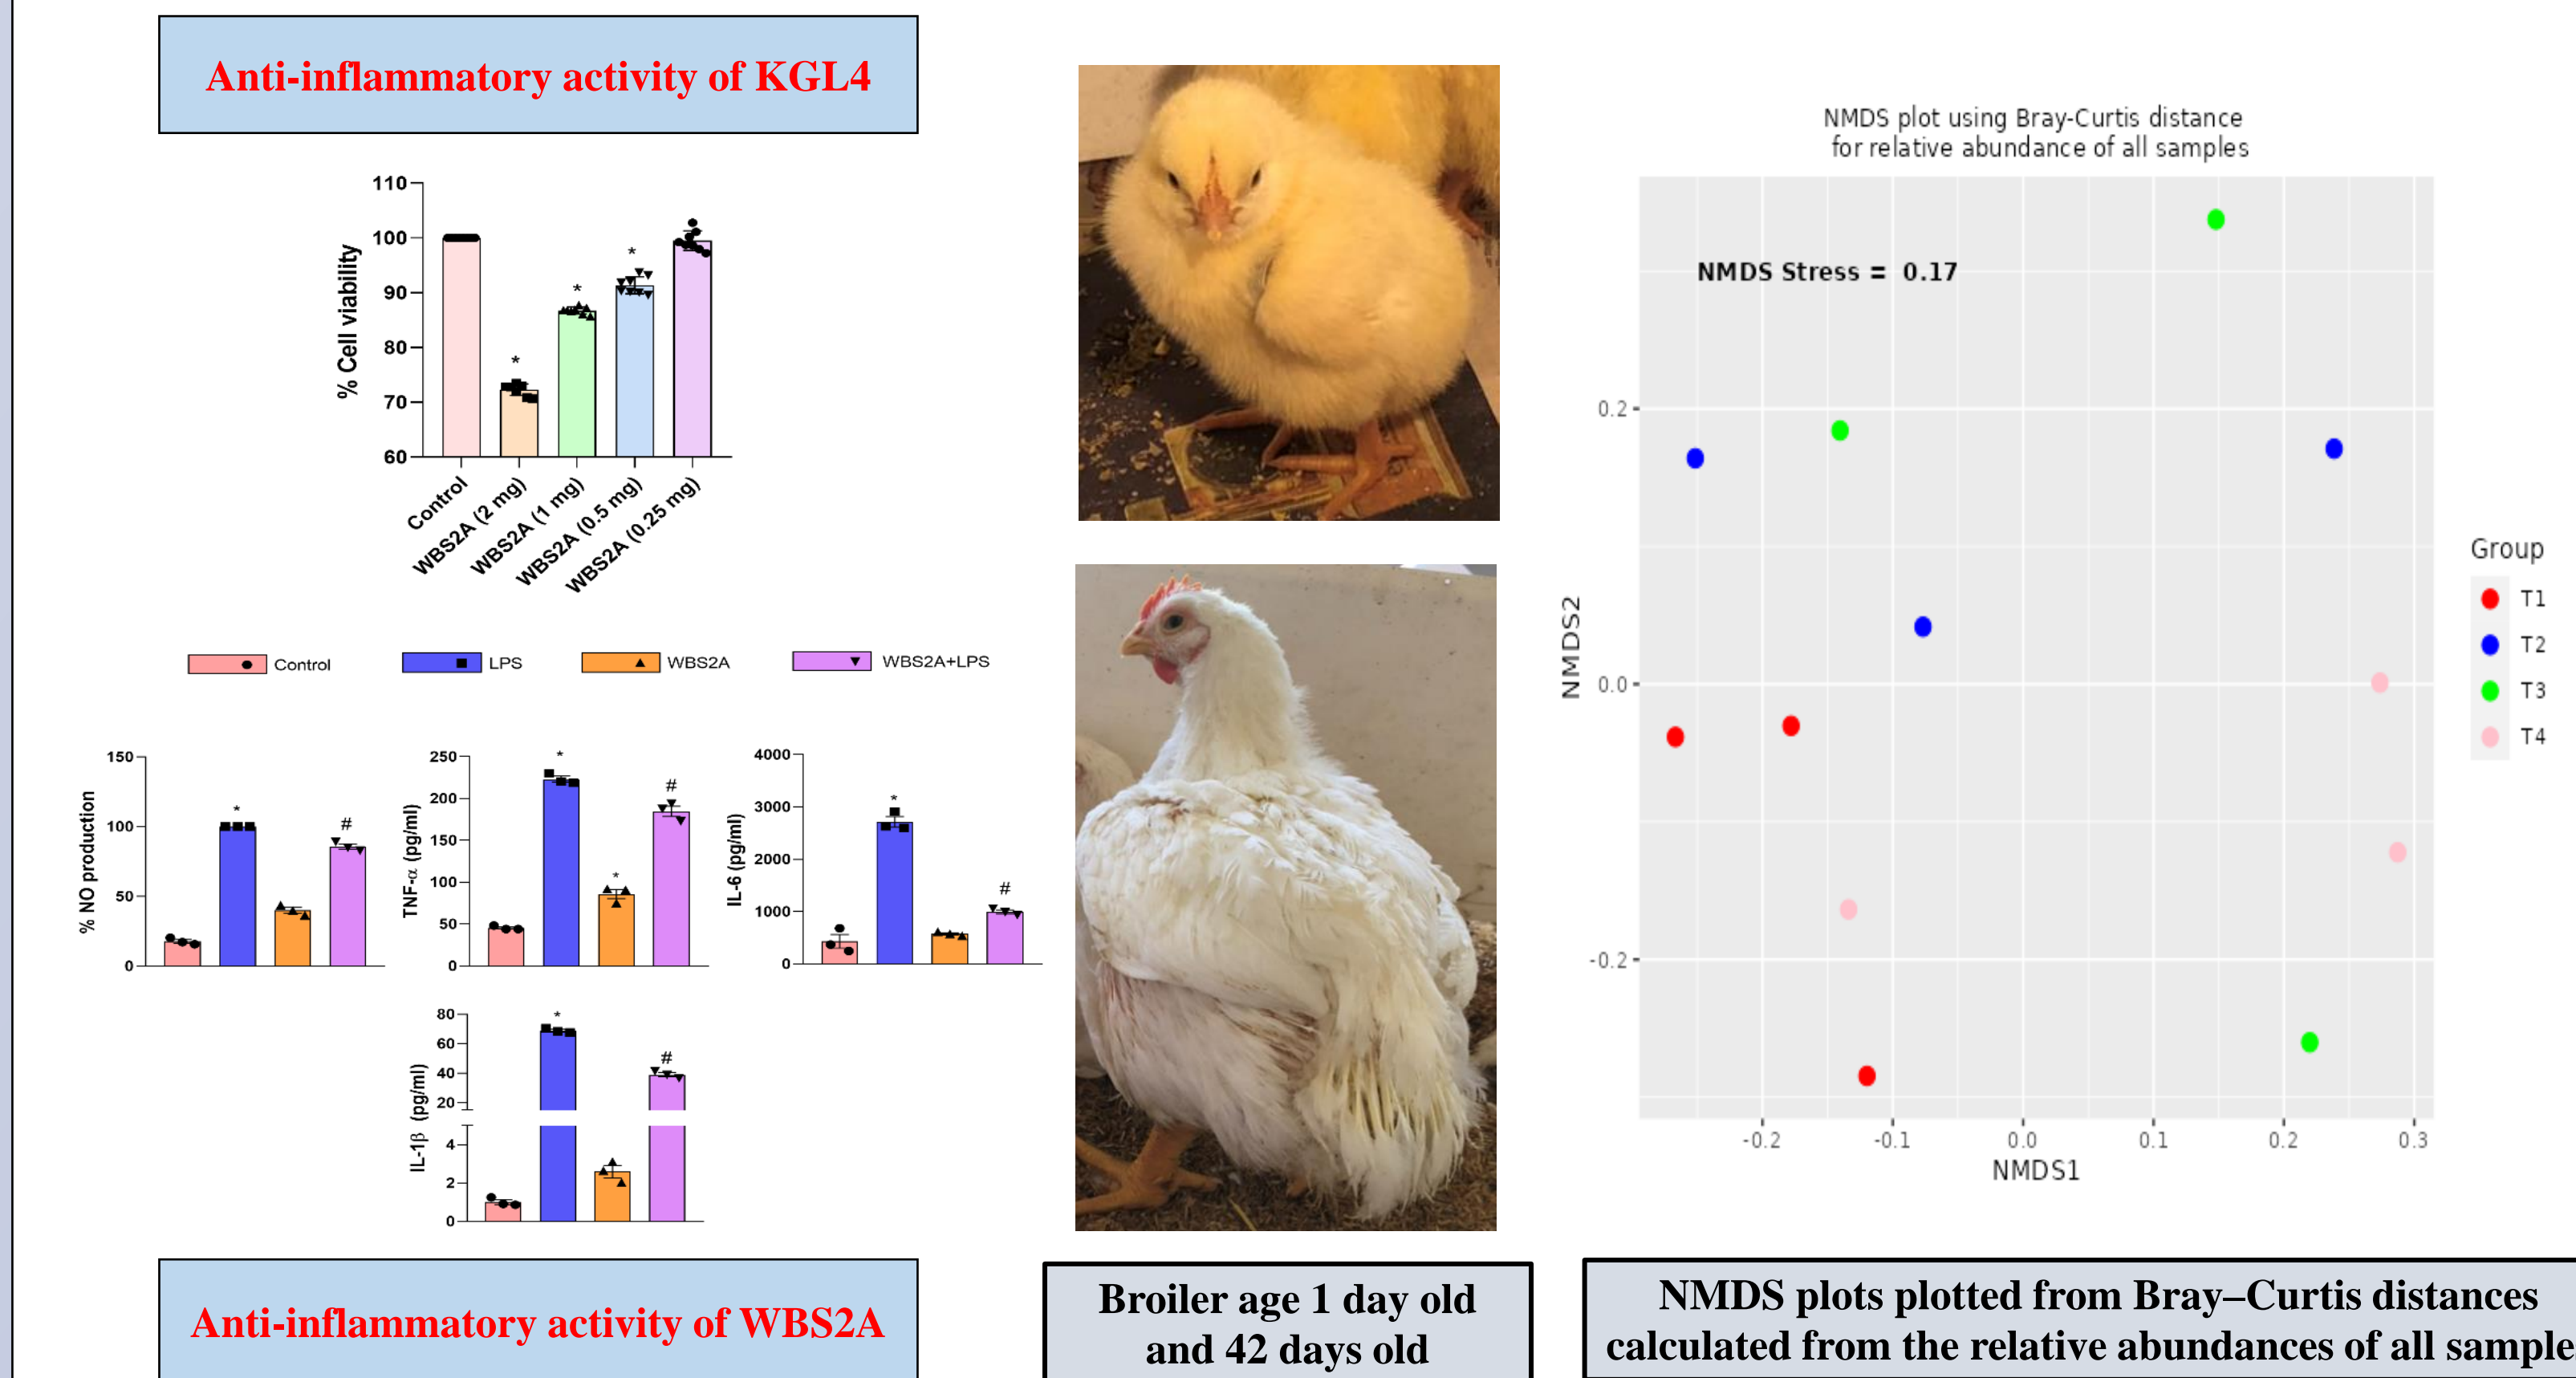 Anti-inflammatory activity of KGL4
110
100
90
80
70
60
% Cell viability
*
*
*
Control
WBS2A (2 mg)
WBS2A (1 mg)
WBS2A (0.5 mg)
WBS2A (0.25 mg)
Control
LPS
WBS2A
WBS2A+LPS
150
100
50
0
% NO production
*
#
250
200
150
100
50
0
TNF-α (pg/ml)
*
*
#
4000
3000
2000
1000
0
IL-6 (pg/ml)
*
#
80
60
40
20
4
2
0
IL-1β (pg/ml)
*
#
Anti-inflammatory activity of WBS2A
Broiler age 1 day old
and 42 days old
NMDS plot using Bray-Curtis distance
for relative abundance of all samples
NMDS Stress = 0.17
0.2
0.0
-0.2
NMDS2
-0.2
-0.1
0.0
0.1
0.2
0.3
NMDS1
Group
T1
T2
T3
T4
NMDS plots plotted from Bray–Curtis distances
calculated from the relative abundances of all sample